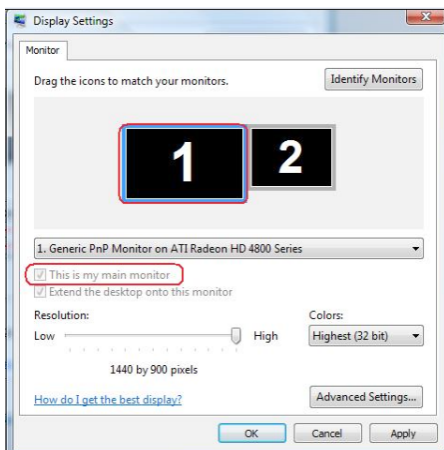 Display Settings
Monitor
Drag the icons to match your monitors.
Identify Monitors
1
2
1. Generic PnP Monitor on ATI Radeon HD 4800 Series
This is my main monitor
Extend the desktop onto this monitor
Resolution:
Colors:
Low
High
Highest (32 bit)
1440 by 900 pixels
How do I get the best display?
Advanced Settings...
OK
Cancel
Apply